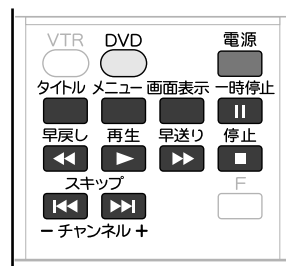 VTR DVD 電源
タイトル メニュー 画面表示 一時停止
早戻し 再生 早送り 停止
スキップ F
− チャンネル +